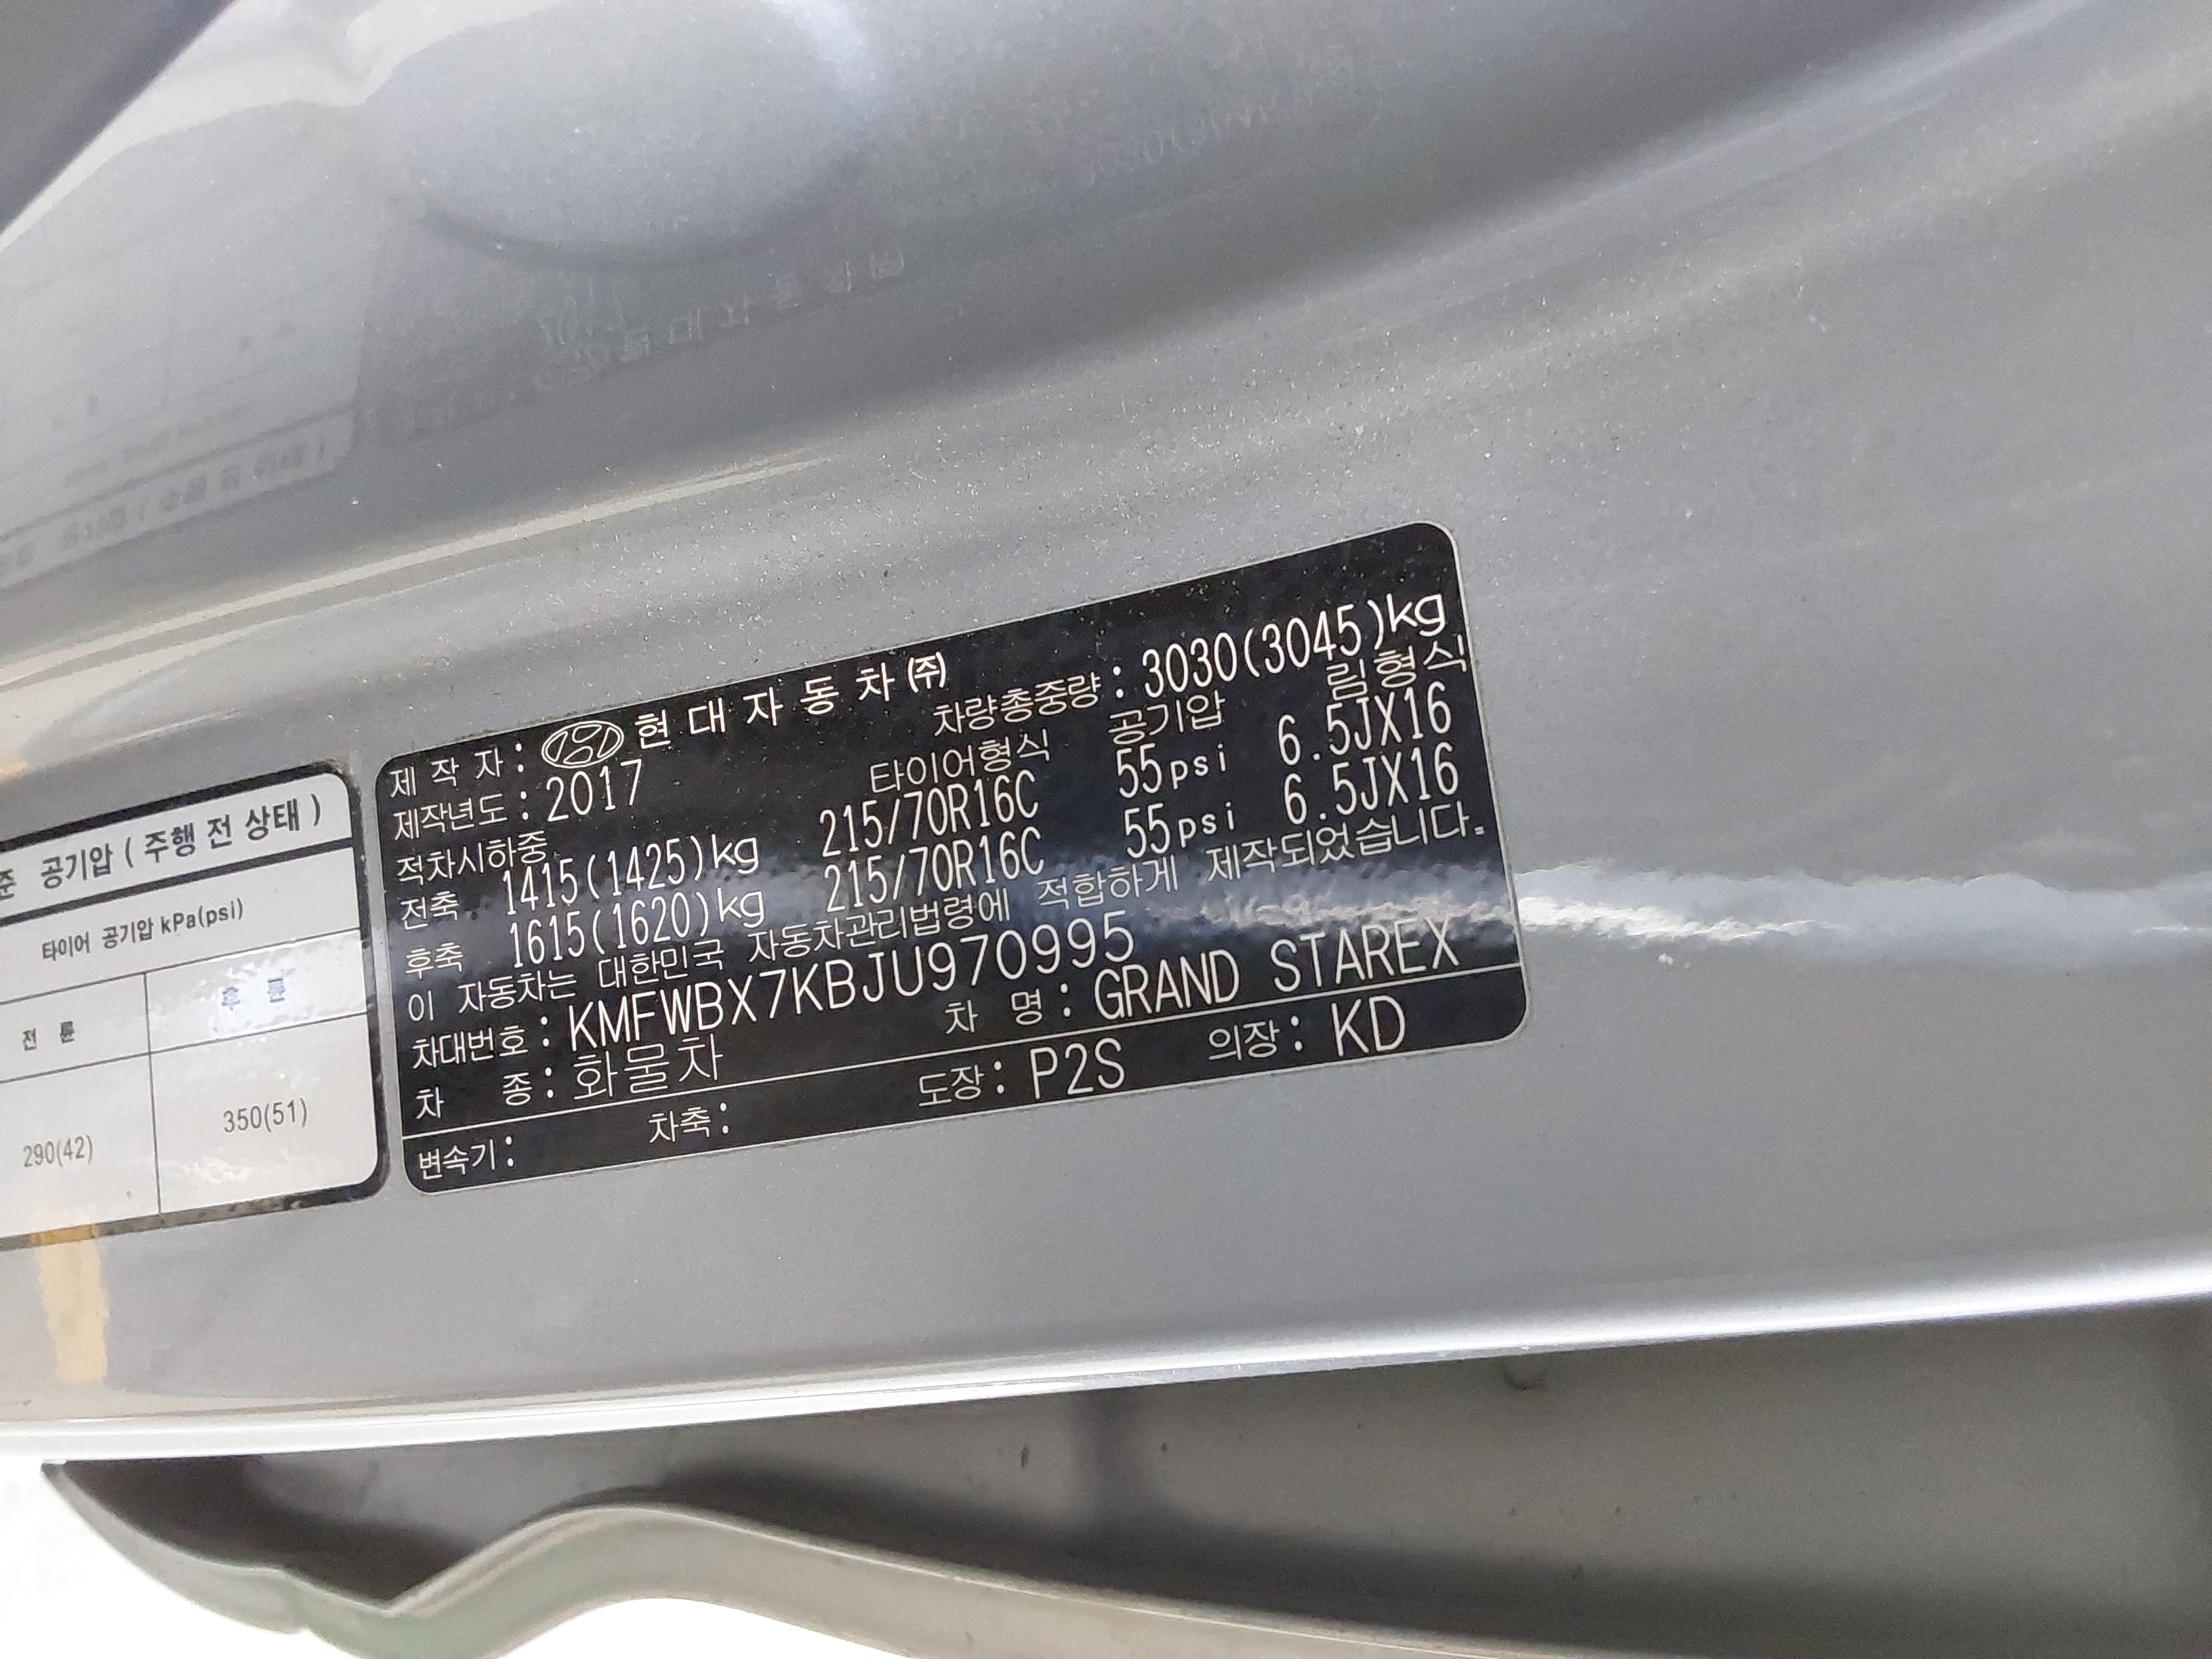 준 공기압 ( 주행 전 상태 )
타이어 공기압 kPa(psi)
전 륜 후 륜
290(42) 350(51)
제 작 자 : 현 대 자 동 차 ㈜
제작년도 : 2017 차량총중량 : 3030(3045)kg
적차시하중 타이어형식 공기압 림형식
전축 1415(1425)kg 215/70R16C 55psi 6.5JX16
후축 1615(1620)kg 215/70R16C 55psi 6.5JX16
이 자동차는 대한민국 자동차관리법령에 적합하게 제작되었습니다.
차대번호 : KMFWBX7KBJU970995
차 종 : 화물차 차 명 : GRAND STAREX
변속기 : 차축 : 도장 : P2S 의장 : KD